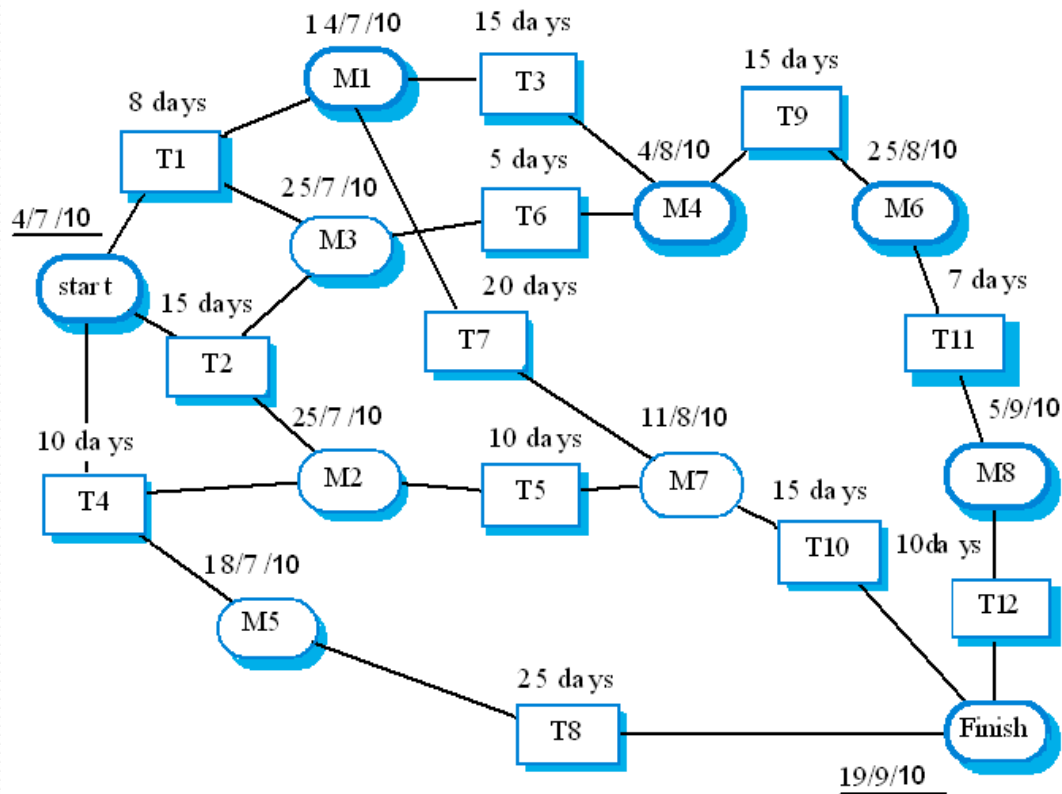 14/7/10
15 days
M1
T3
15 days
T9
8 days
T1
5 days
4/8/10
25/8/10
25/7/10
M3
T6
M4
M6
4/7/10
start
15 days
20 days
7 days
T2
T7
T11
25/7/10
11/8/10
5/9/10
10 days
10 days
M2
T5
M7
M8
T4
15 days
T10
10days
18/7/10
M5
T12
25 days
T8
Finish
19/9/10